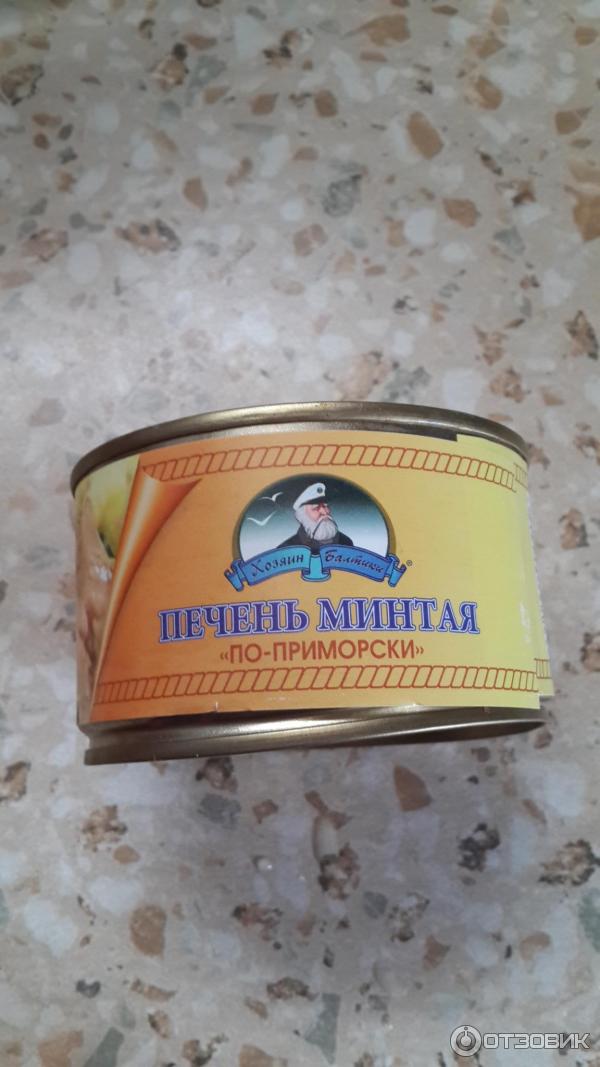 Хозяин Балтики ®
ПЕЧЕНЬ МИНТАЯ
«ПО-ПРИМОРСКИ»
ОТЗОВИК